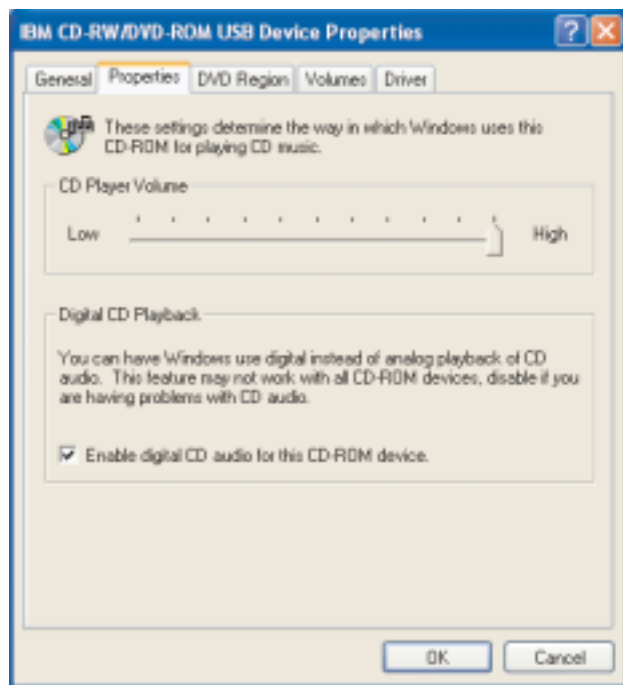 IBM CD-RW/DVD-ROM USB Device Properties
General Properties DVD Region Volumes Driver
These settings determine the way in which Windows uses this
CD-ROM for playing CD music.
CD Player Volume
Low High
Digital CD Playback
You can have Windows use digital instead of analog playback of CD
audio. This feature may not work with all CD-ROM devices, disable if you
are having problems with CD audio.
Enable digital CD audio for this CD-ROM device.
OK Cancel